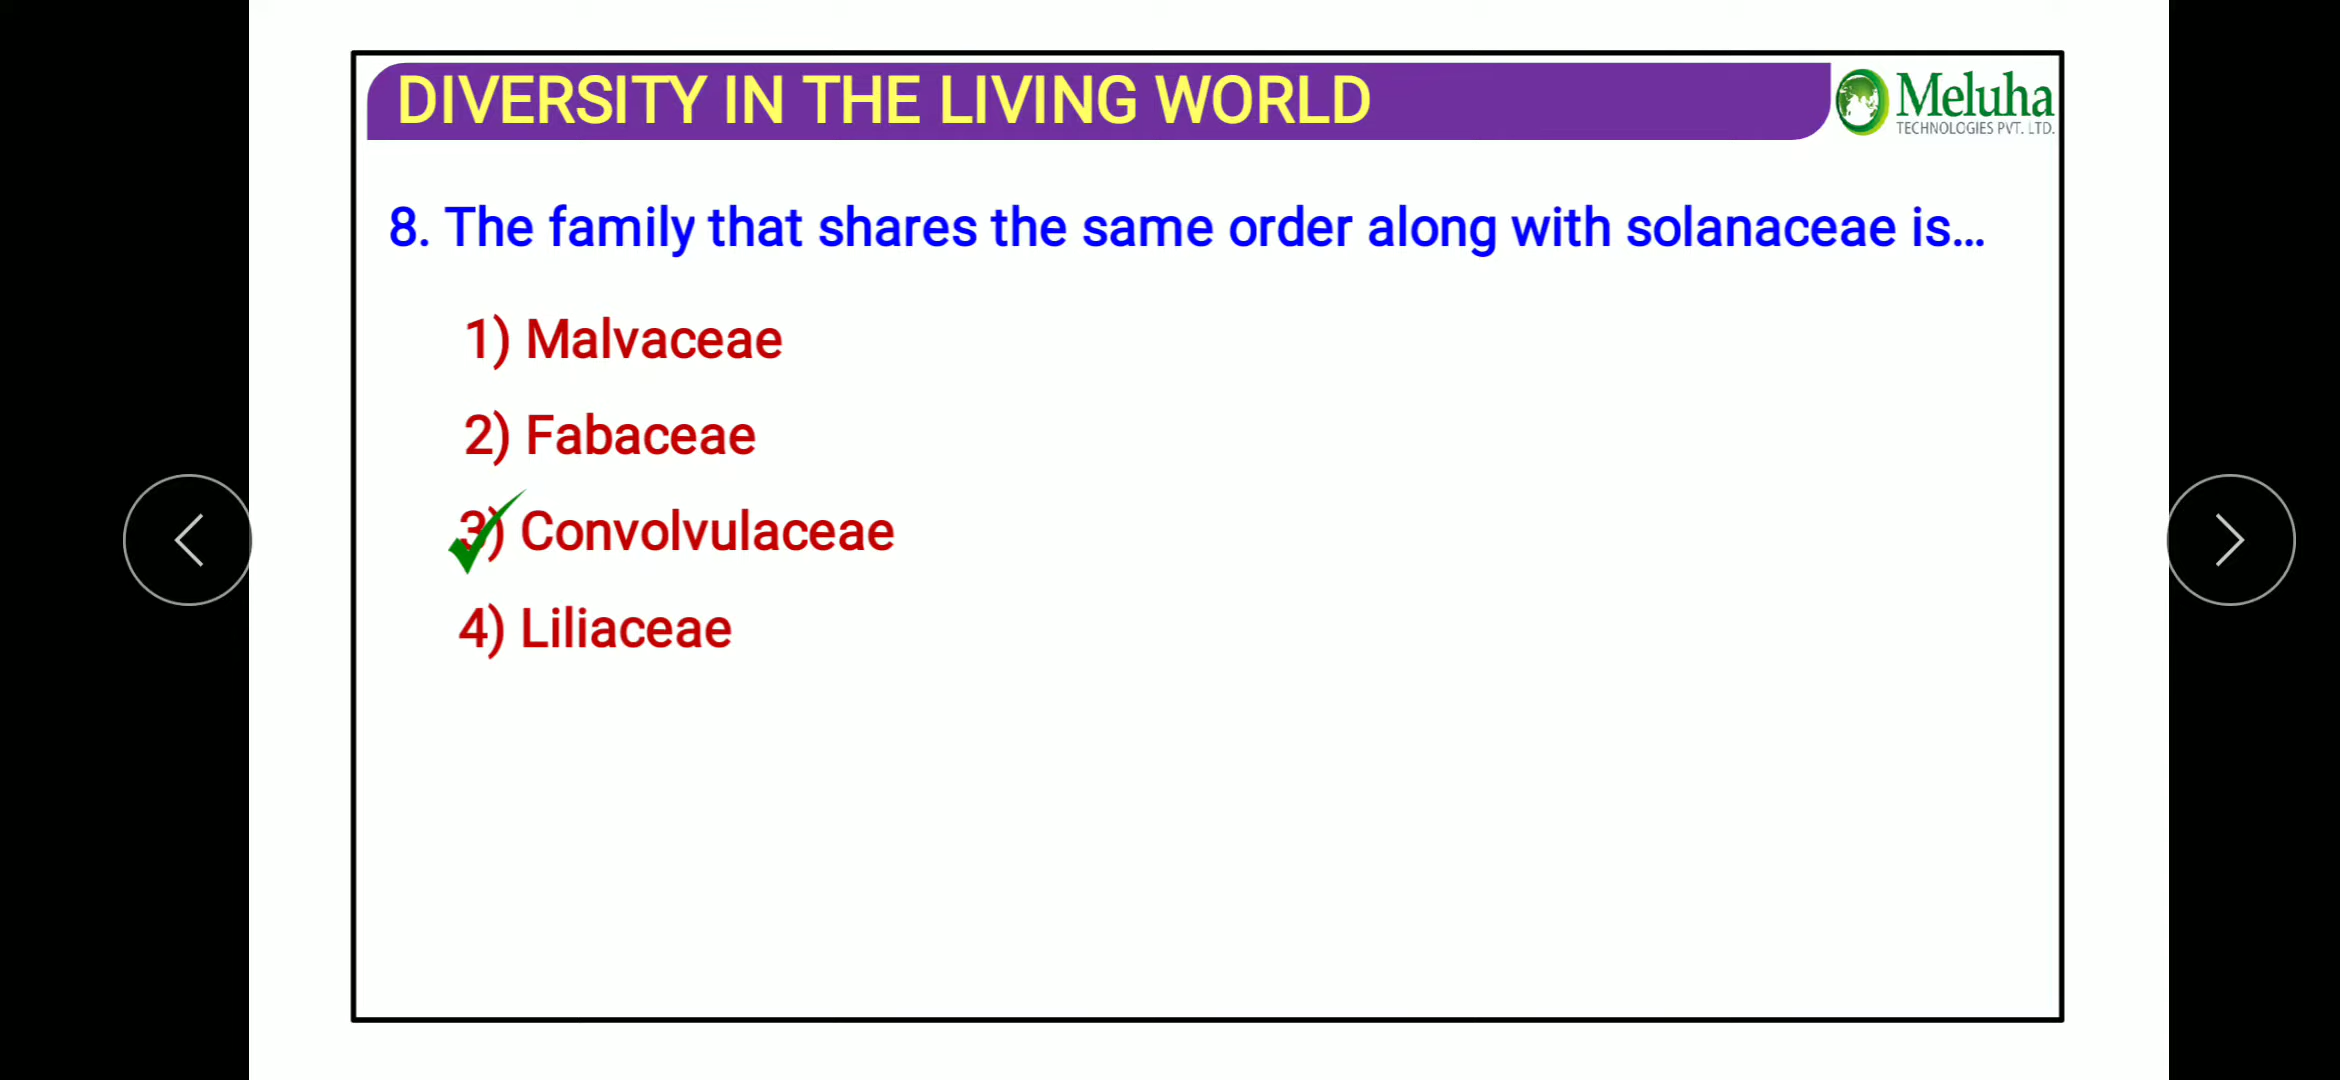 DIVERSITY IN THE LIVING WORLD
Meluha
TECHNOLOGIES PVT. LTD.
8. The family that shares the same order along with solanaceae is...
1) Malvaceae
2) Fabaceae
3) Convolvulaceae
4) Liliaceae